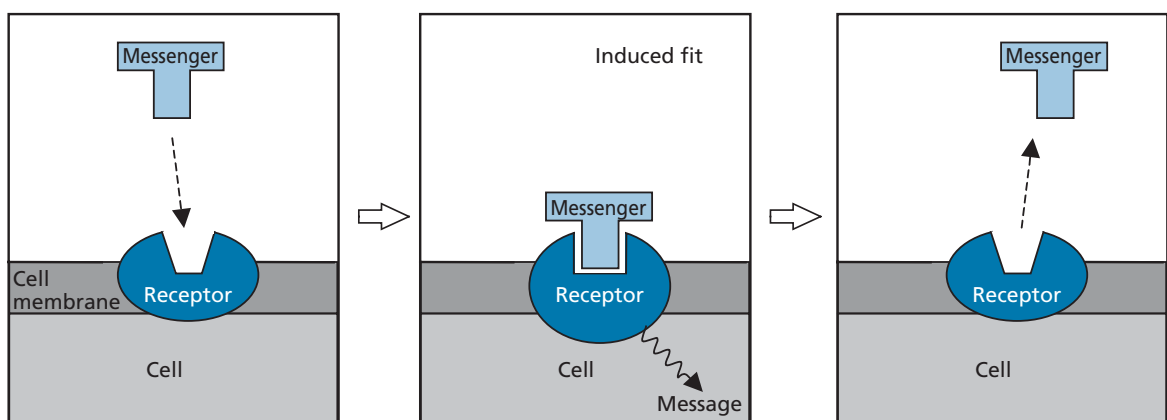 Messenger
Cell
membrane
Receptor
Cell
Induced fit
Messenger
Receptor
Cell
Message
Messenger
Receptor
Cell